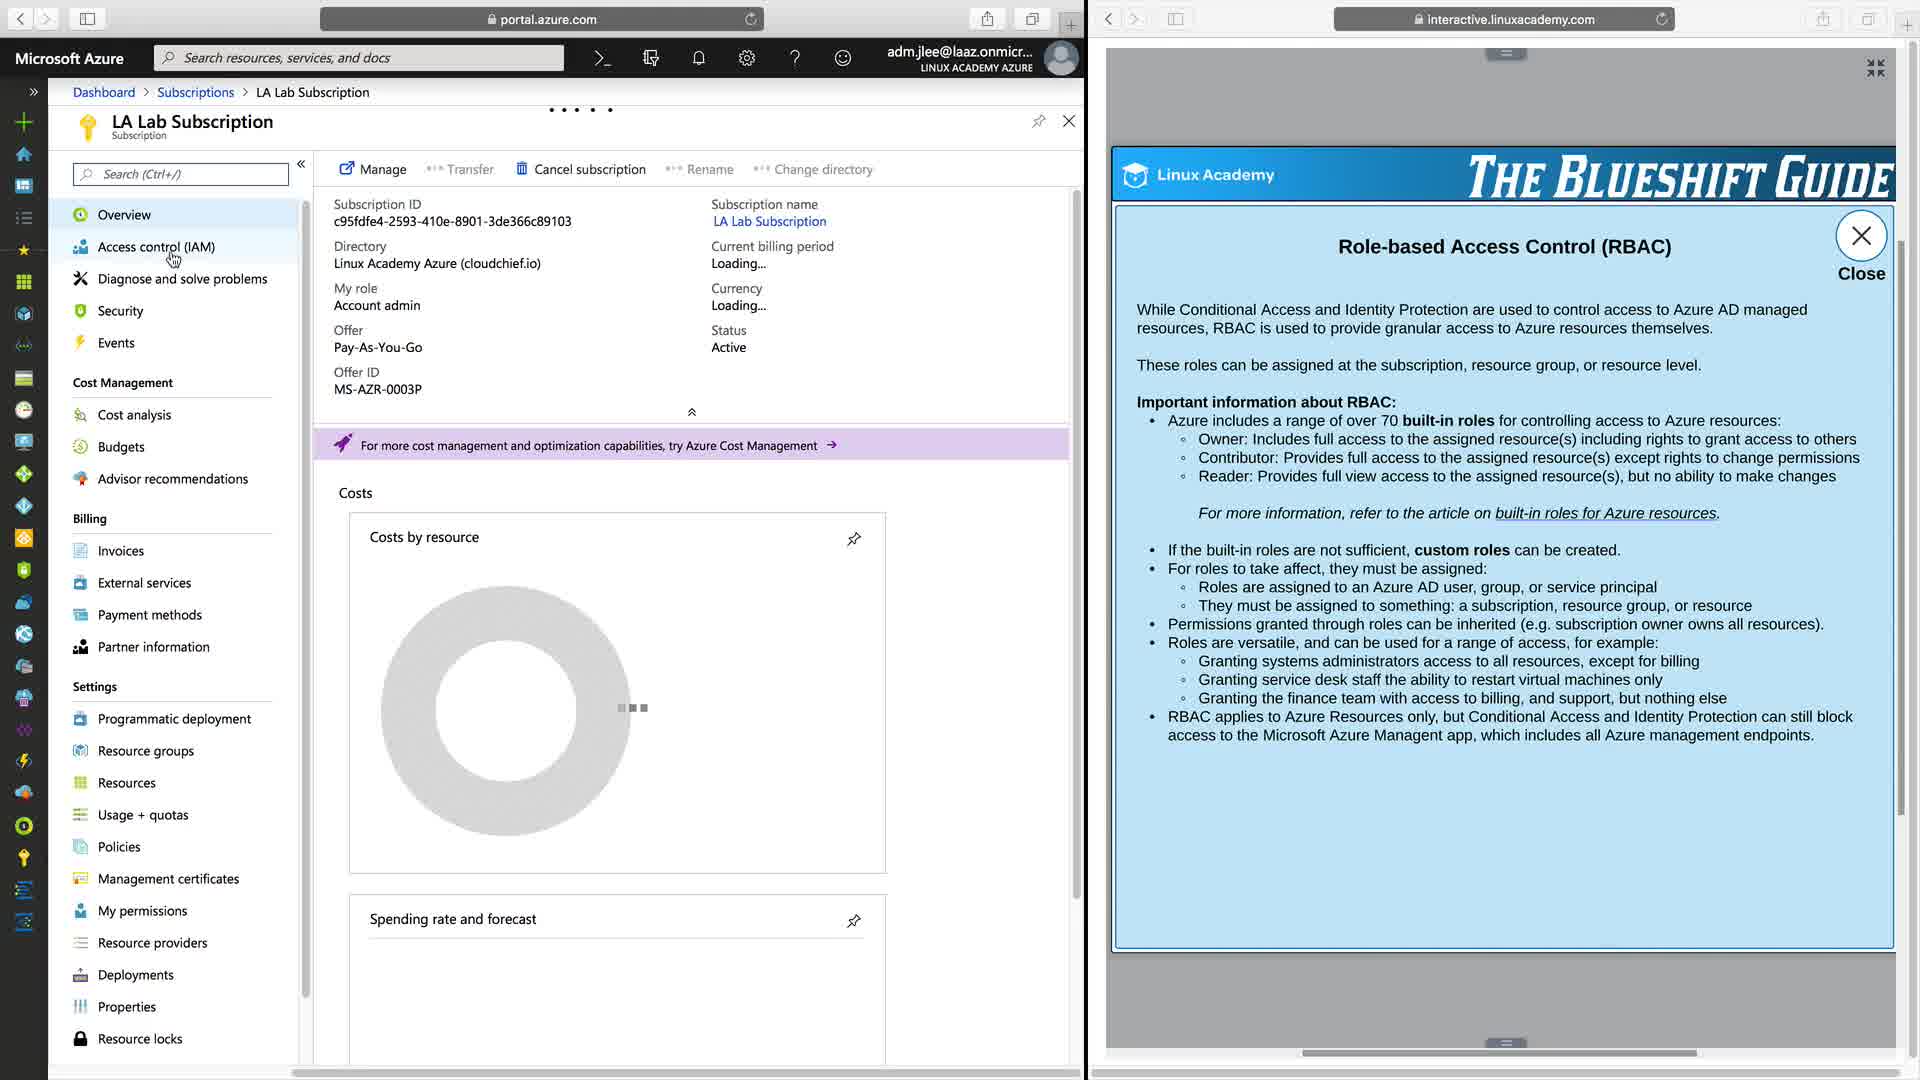 portal.azure.com
Microsoft Azure
Search resources, services, and docs
adm.jlee@laaz.onmicr...
LINUX ACADEMY AZURE
Dashboard > Subscriptions > LA Lab Subscription
LA Lab Subscription
Subscription
Search (Ctrl+/)
Overview
Access control (IAM)
Diagnose and solve problems
Security
Events
Cost Management
Cost analysis
Budgets
Advisor recommendations
Billing
Invoices
External services
Payment methods
Partner information
Settings
Programmatic deployment
Resource groups
Resources
Usage + quotas
Policies
Management certificates
My permissions
Resource providers
Deployments
Properties
Resource locks
Manage
Transfer
Cancel subscription
Rename
Change directory
Subscription ID
c95fdfe4-2593-410e-8901-3de366c89103
Directory
Linux Academy Azure (cloudchief.io)
My role
Account admin
Offer
Pay-As-You-Go
Offer ID
MS-AZR-0003P
Subscription name
LA Lab Subscription
Current billing period
Loading...
Currency
Loading...
Status
Active
For more cost management and optimization capabilities, try Azure Cost Management →
Costs
Costs by resource
Spending rate and forecast
interactive.linuxacademy.com
Linux Academy
THE BLUESHIFT GUIDE
Role-based Access Control (RBAC)
Close
While Conditional Access and Identity Protection are used to control access to Azure AD managed
resources, RBAC is used to provide granular access to Azure resources themselves.
These roles can be assigned at the subscription, resource group, or resource level.
Important information about RBAC:
• Azure includes a range of over 70 built-in roles for controlling access to Azure resources:
◦ Owner: Includes full access to the assigned resource(s) including rights to grant access to others
◦ Contributor: Provides full access to the assigned resource(s) except rights to change permissions
◦ Reader: Provides full view access to the assigned resource(s), but no ability to make changes
For more information, refer to the article on built-in roles for Azure resources.
• If the built-in roles are not sufficient, custom roles can be created.
• For roles to take affect, they must be assigned:
◦ Roles are assigned to an Azure AD user, group, or service principal
◦ They must be assigned to something: a subscription, resource group, or resource
• Permissions granted through roles can be inherited (e.g. subscription owner owns all resources).
• Roles are versatile, and can be used for a range of access, for example:
◦ Granting systems administrators access to all resources, except for billing
◦ Granting service desk staff the ability to restart virtual machines only
◦ Granting the finance team with access to billing, and support, but nothing else
• RBAC applies to Azure Resources only, but Conditional Access and Identity Protection can still block
access to the Microsoft Azure Managent app, which includes all Azure management endpoints.